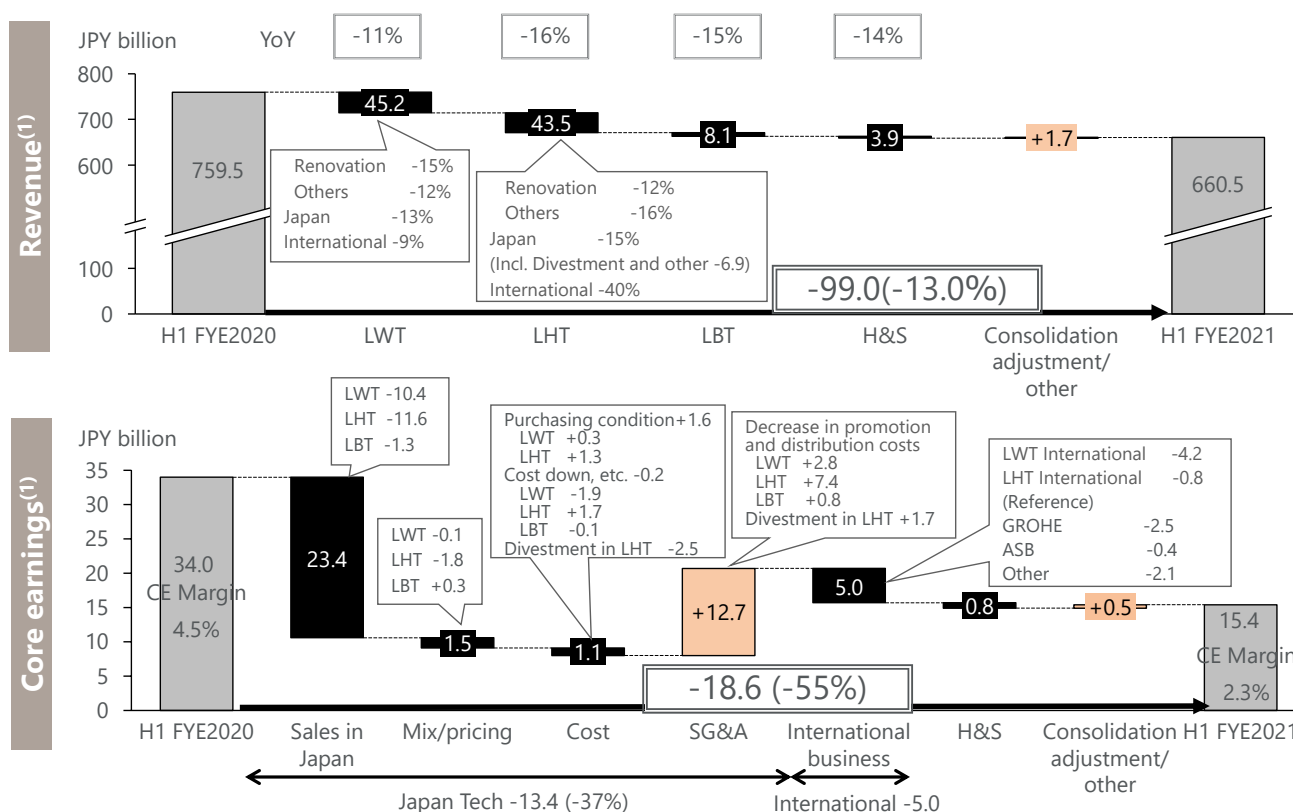 Revenue(1)
JPY billion
YoY
-11%
-16%
-15%
-14%
800
700
600
100
0
759.5
45.2
43.5
8.1
3.9
+1.7
660.5
Renovation -15%
Others -12%
Japan -13%
International -9%
Renovation -12%
Others -16%
Japan -15%
(Incl. Divestment and other -6.9)
International -40%
-99.0(-13.0%)
H1 FYE2020
LWT
LHT
LBT
H&S
Consolidation
adjustment/
other
H1 FYE2021
Core earnings(1)
JPY billion
35
30
25
20
15
10
5
0
34.0
CE Margin
4.5%
23.4
1.5
1.1
+12.7
5.0
0.8
+0.5
15.4
CE Margin
2.3%
LWT -10.4
LHT -11.6
LBT -1.3
LWT -0.1
LHT -1.8
LBT +0.3
Purchasing condition+1.6
LWT +0.3
LHT +1.3
Cost down, etc. -0.2
LWT -1.9
LHT +1.7
LBT -0.1
Divestment in LHT -2.5
Decrease in promotion
and distribution costs
LWT +2.8
LHT +7.4
LBT +0.8
Divestment in LHT +1.7
LWT International -4.2
LHT International -0.8
(Reference)
GROHE -2.5
ASB -0.4
Other -2.1
-18.6 (-55%)
H1 FYE2020
Sales in
Japan
Mix/pricing
Cost
SG&A
International
business
H&S
Consolidation
adjustment/
other
H1 FYE2021
Japan Tech -13.4 (-37%)
International -5.0